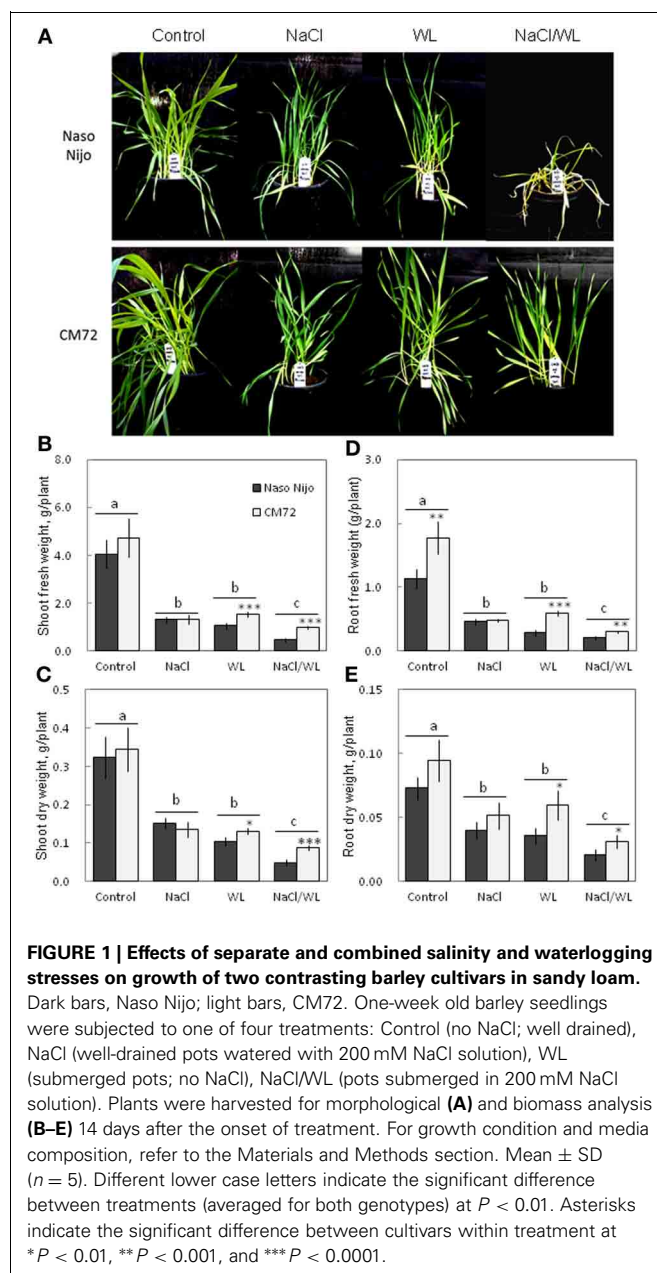 A
Control NaCl WL NaCl/WL
Naso
Nijo
CM72
B
8.0
6.0
4.0
2.0
0.0
Shoot fresh weight, g/plant
Naso Nijo
CM72
a
b
b
***
c
***
Control NaCl WL NaCl/WL
D
3.0
2.0
1.0
0.0
Root fresh weight (g/plant)
a
**
b
b
***
c
**
Control NaCl WL NaCl/WL
C
0.5
0.4
0.3
0.2
0.1
0.0
Shoot dry weight, g/plant
a
b
b
*
c
***
Control NaCl WL NaCl/WL
E
0.15
0.10
0.05
0.00
Root dry weight, g/plant
a
b
b
*
c
*
Control NaCl WL NaCl/WL
FIGURE 1 | Effects of separate and combined salinity and waterlogging
stresses on growth of two contrasting barley cultivars in sandy loam.
Dark bars, Naso Nijo; light bars, CM72. One-week old barley seedlings
were subjected to one of four treatments: Control (no NaCl; well drained),
NaCl (well-drained pots watered with 200 mM NaCl solution), WL
(submerged pots; no NaCl), NaCl/WL (pots submerged in 200 mM NaCl
solution). Plants were harvested for morphological (A) and biomass analysis
(B–E) 14 days after the onset of treatment. For growth condition and media
composition, refer to the Materials and Methods section. Mean ± SD
(n = 5). Different lower case letters indicate the significant difference
between treatments (averaged for both genotypes) at P < 0.01. Asterisks
indicate the significant difference between cultivars within treatment at
*P < 0.01, **P < 0.001, and ***P < 0.0001.